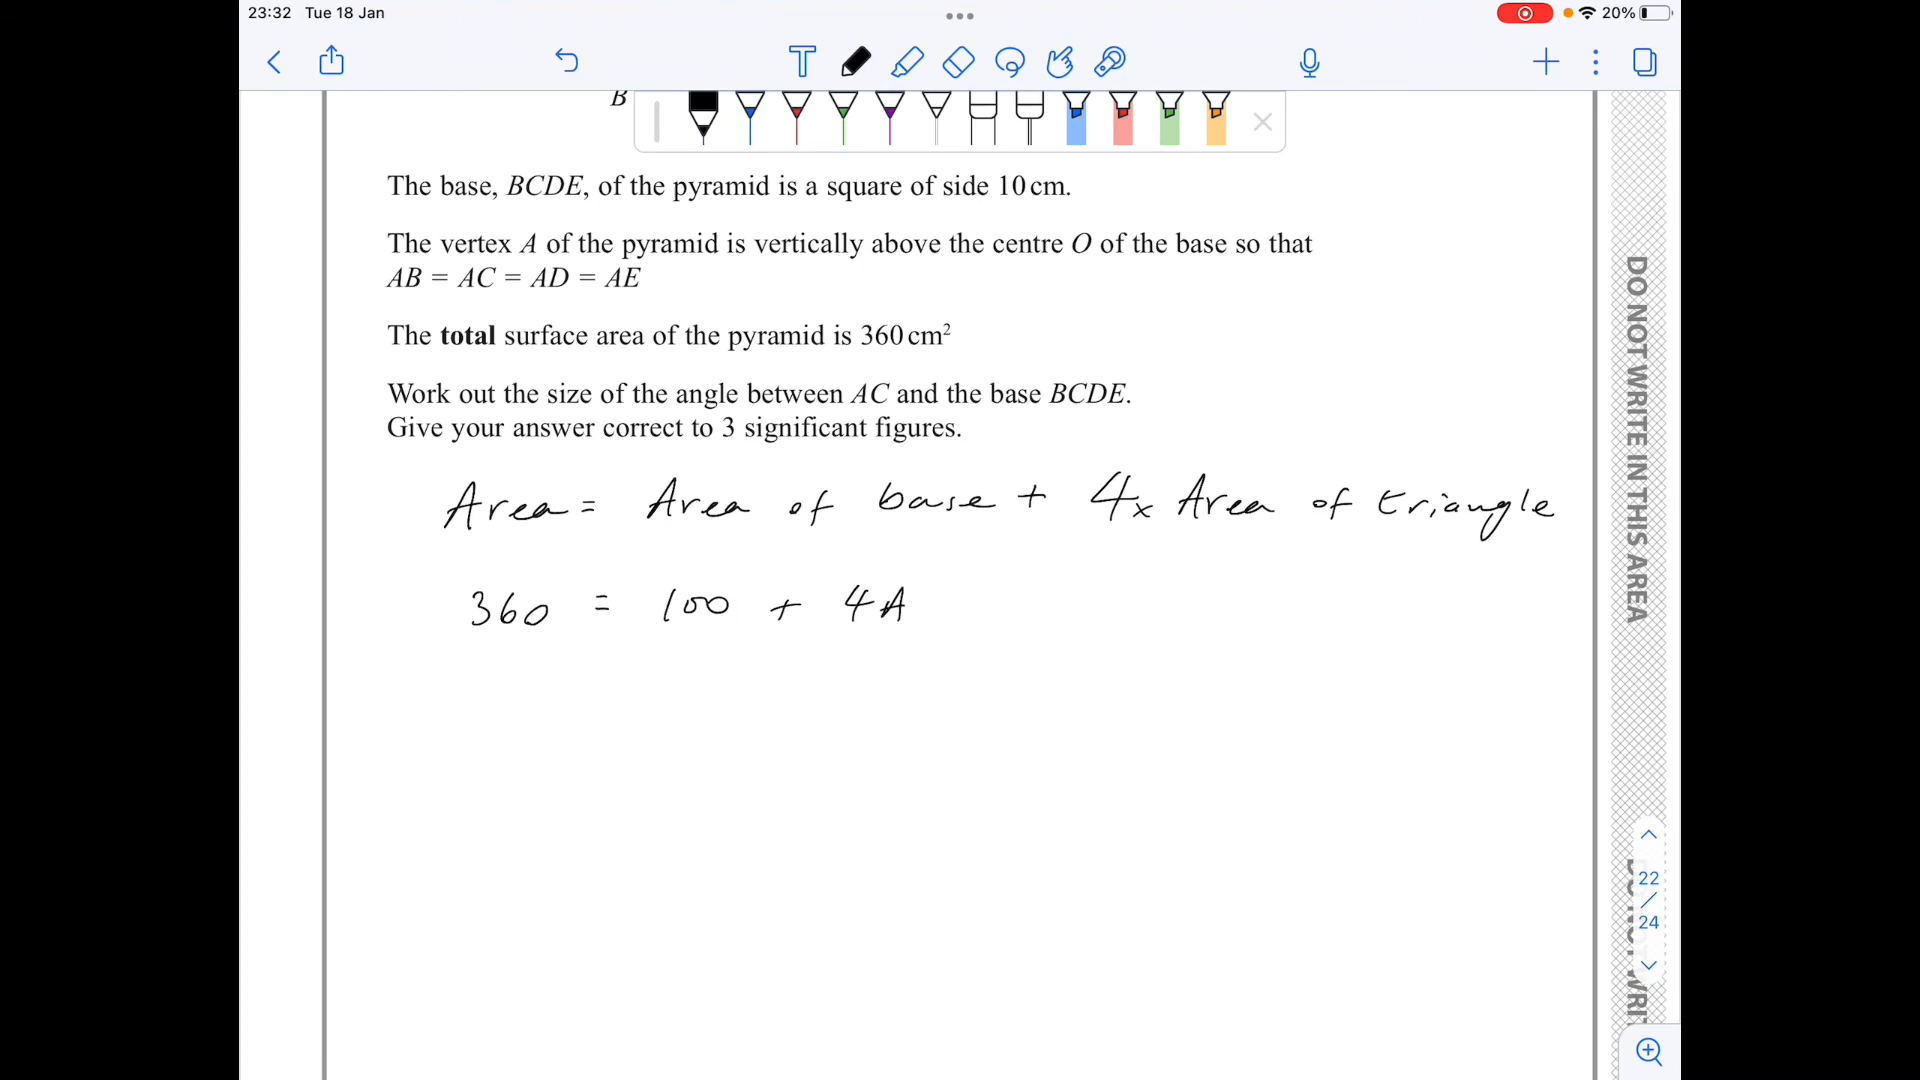 23:32 Tue 18 Jan
20%
T
B
The base, BCDE, of the pyramid is a square of side 10 cm.
The vertex A of the pyramid is vertically above the centre O of the base so that
AB = AC = AD = AE
The total surface area of the pyramid is 360 cm²
Work out the size of the angle between AC and the base BCDE.
Give your answer correct to 3 significant figures.
Area = Area of base + 4x Area of triangle
360 = 100 + 4A
DO NOT WRITE IN THIS AREA
22
24